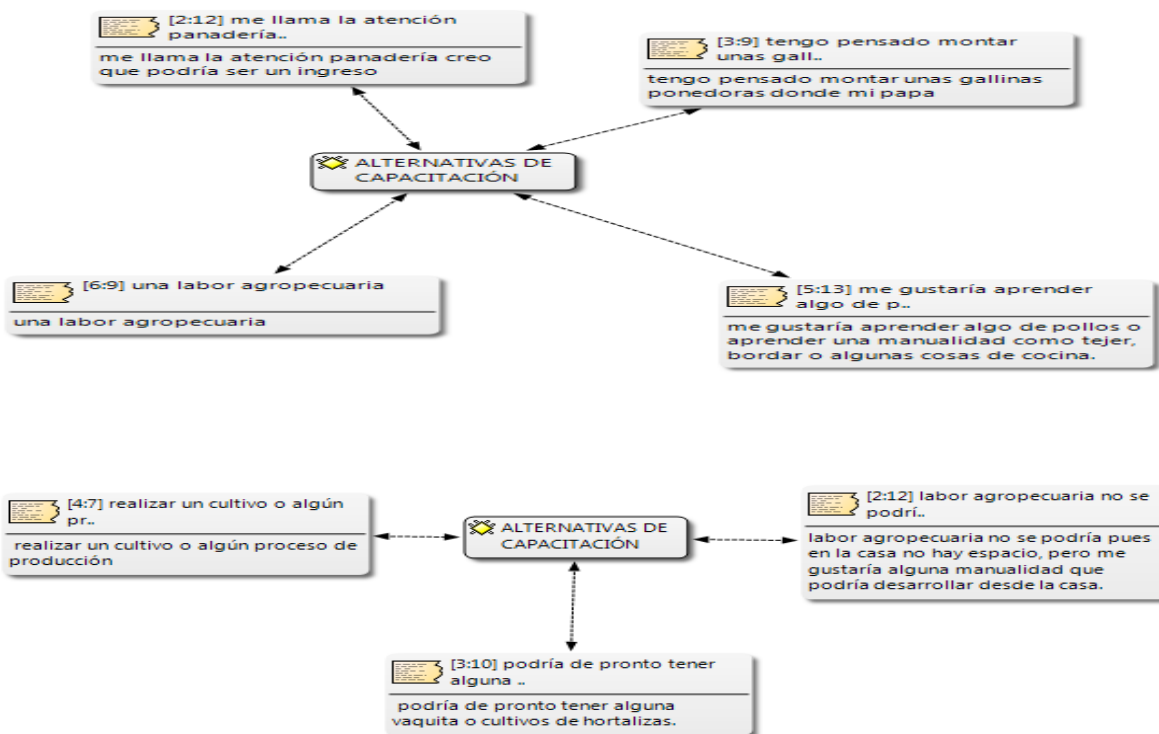 [2:12] me llama la atención
panadería..
me llama la atención panadería creo
que podría ser un ingreso
[3:9] tengo pensado montar
unas gall..
tengo pensado montar unas gallinas
ponedoras donde mi papa
ALTERNATIVAS DE
CAPACITACIÓN
[6:9] una labor agropecuaria
una labor agropecuaria
[5:13] me gustaría aprender
algo de p..
me gustaría aprender algo de pollos o
aprender una manualidad como tejer,
bordar o algunas cosas de cocina.
[4:7] realizar un cultivo o algún
pr..
realizar un cultivo o algún proceso de
producción
ALTERNATIVAS DE
CAPACITACIÓN
[2:12] labor agropecuaria no se
podrí..
labor agropecuaria no se podría pues
en la casa no hay espacio, pero me
gustaría alguna manualidad que
podría desarrollar desde la casa.
[3:10] podría de pronto tener
alguna ..
podría de pronto tener alguna
vaquita o cultivos de hortalizas.